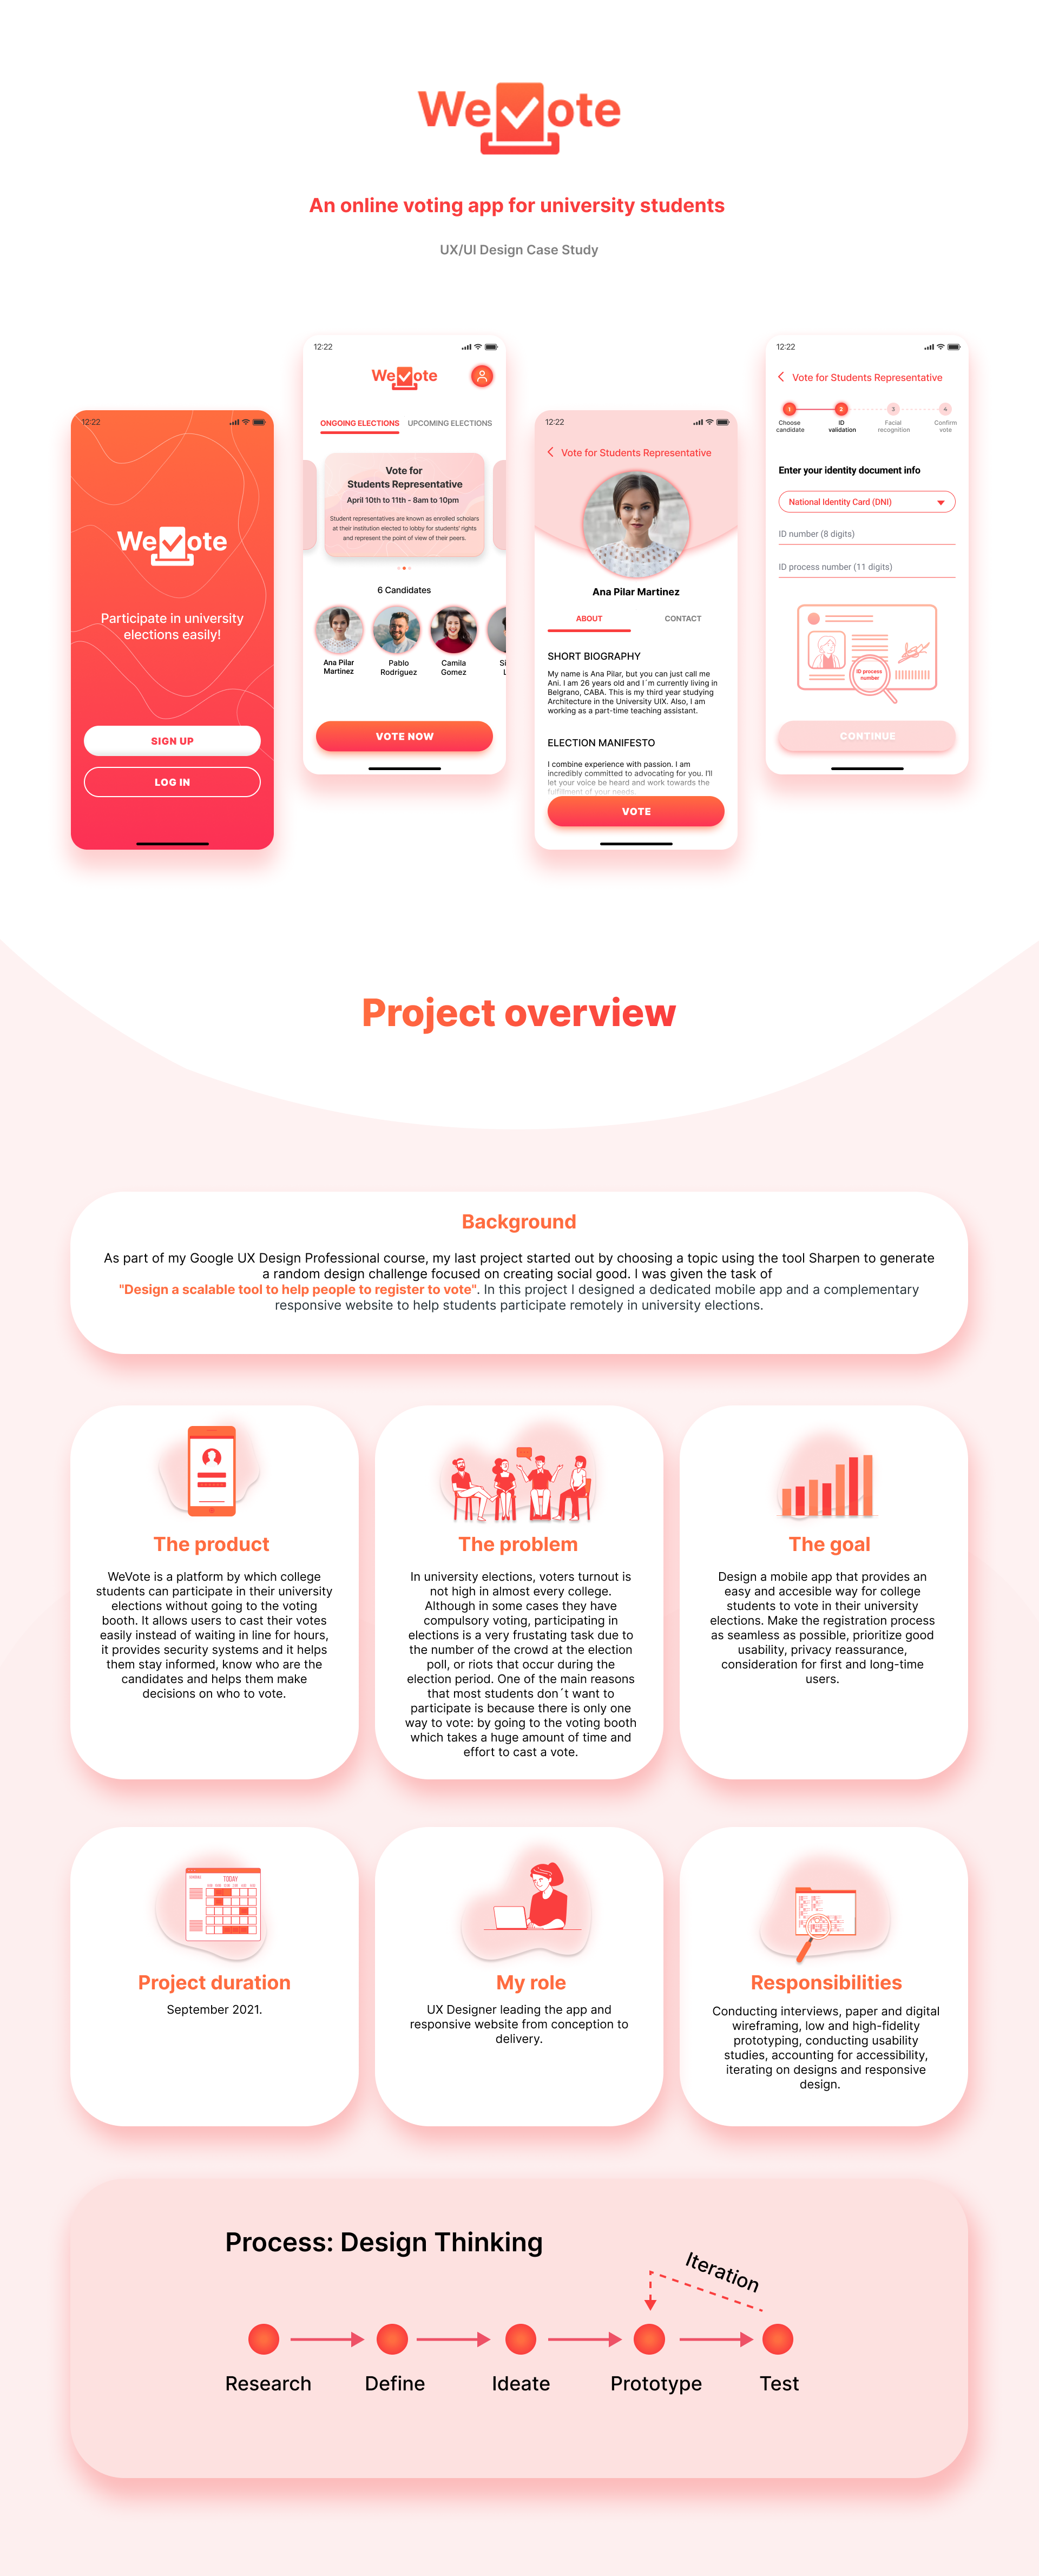 We ote
An online voting app for university students
UX/UI Design Case Study
12:22
We ote
Participate in university
elections easily!
SIGN UP
LOG IN
12:22
We ote
ONGOING ELECTIONS UPCOMING ELECTIONS
Vote for
Students Representative
April 10th to 11th - 8am to 10pm
Student representatives are known as enrolled scholars
at their institution elected to lobby for students' rights
and represent the point of view of their peers.
6 Candidates
Ana Pilar
Martinez
Pablo
Rodriguez
Camila
Gomez
Si
L
VOTE NOW
12:22
Vote for Students Representative
Ana Pilar Martinez
ABOUT CONTACT
SHORT BIOGRAPHY
My name is Ana Pilar, but you can just call me
Ani. I am 26 years old and I´m currently living in
Belgrano, CABA. This is my third year studying
Architecture in the University UIX. Also, I am
working as a part-time teaching assistant.
ELECTION MANIFESTO
I combine experience with passion. I am
incredibly committed to advocating for you. I'll
let your voice be heard and work towards the
fulfillment of your needs.
VOTE
12:22
Vote for Students Representative
1 2 3 4
Choose
candidate
ID
validation
Facial
recognition
Confirm
vote
Enter your identity document info
National Identity Card (DNI)
ID number (8 digits)
ID process number (11 digits)
ID process
number
CONTINUE
Project overview
Background
As part of my Google UX Design Professional course, my last project started out by choosing a topic using the tool Sharpen to generate
a random design challenge focused on creating social good. I was given the task of
"Design a scalable tool to help people to register to vote". In this project I designed a dedicated mobile app and a complementary
responsive website to help students participate remotely in university elections.
The product
WeVote is a platform by which college
students can participate in their university
elections without going to the voting
booth. It allows users to cast their votes
easily instead of waiting in line for hours,
it provides security systems and it helps
them stay informed, know who are the
candidates and helps them make
decisions on who to vote.
The problem
In university elections, voters turnout is
not high in almost every college.
Although in some cases they have
compulsory voting, participating in
elections is a very frustating task due to
the number of the crowd at the election
poll, or riots that occur during the
election period. One of the main reasons
that most students don´t want to
participate is because there is only one
way to vote: by going to the voting booth
which takes a huge amount of time and
effort to cast a vote.
The goal
Design a mobile app that provides an
easy and accesible way for college
students to vote in their university
elections. Make the registration process
as seamless as possible, prioritize good
usability, privacy reassurance,
consideration for first and long-time
users.
TODAY
Project duration
September 2021.
My role
UX Designer leading the app and
responsive website from conception to
delivery.
Responsibilities
Conducting interviews, paper and digital
wireframing, low and high-fidelity
prototyping, conducting usability
studies, accounting for accessibility,
iterating on designs and responsive
design.
Process: Design Thinking
Iteration
Research Define Ideate Prototype Test